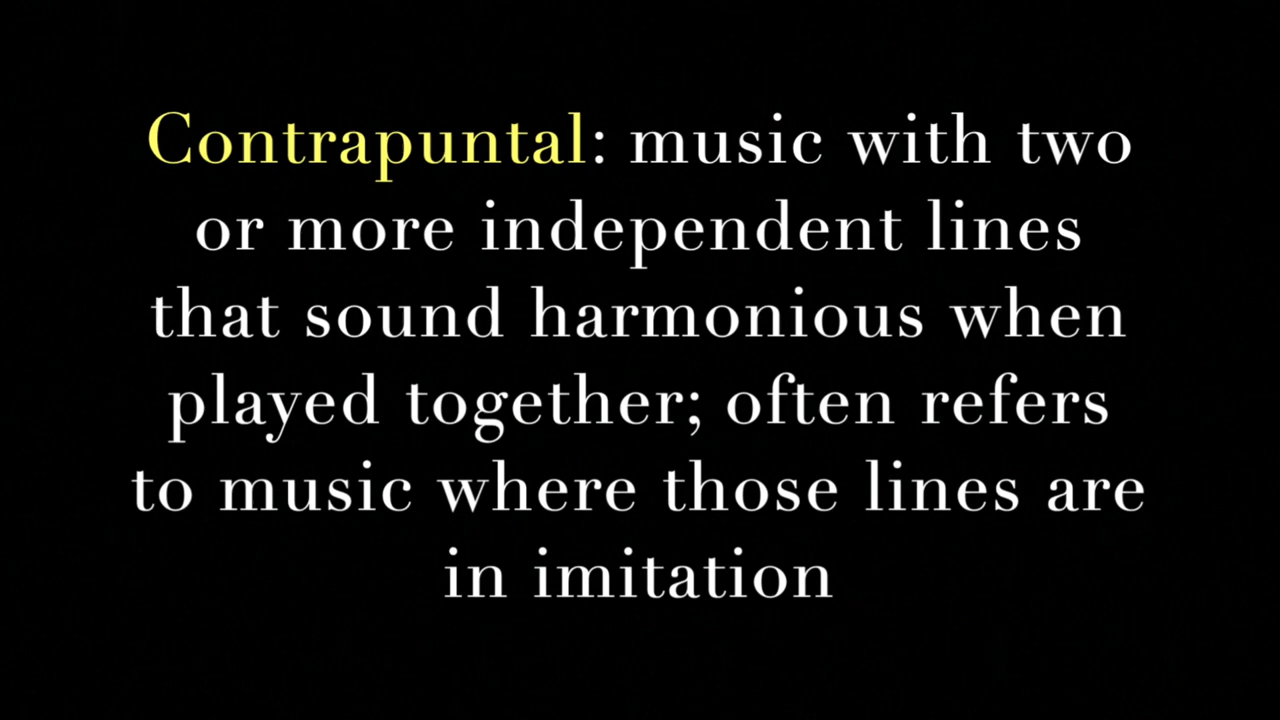 Contrapuntal: music with two
or more independent lines
that sound harmonious when
played together; often refers
to music where those lines are
in imitation